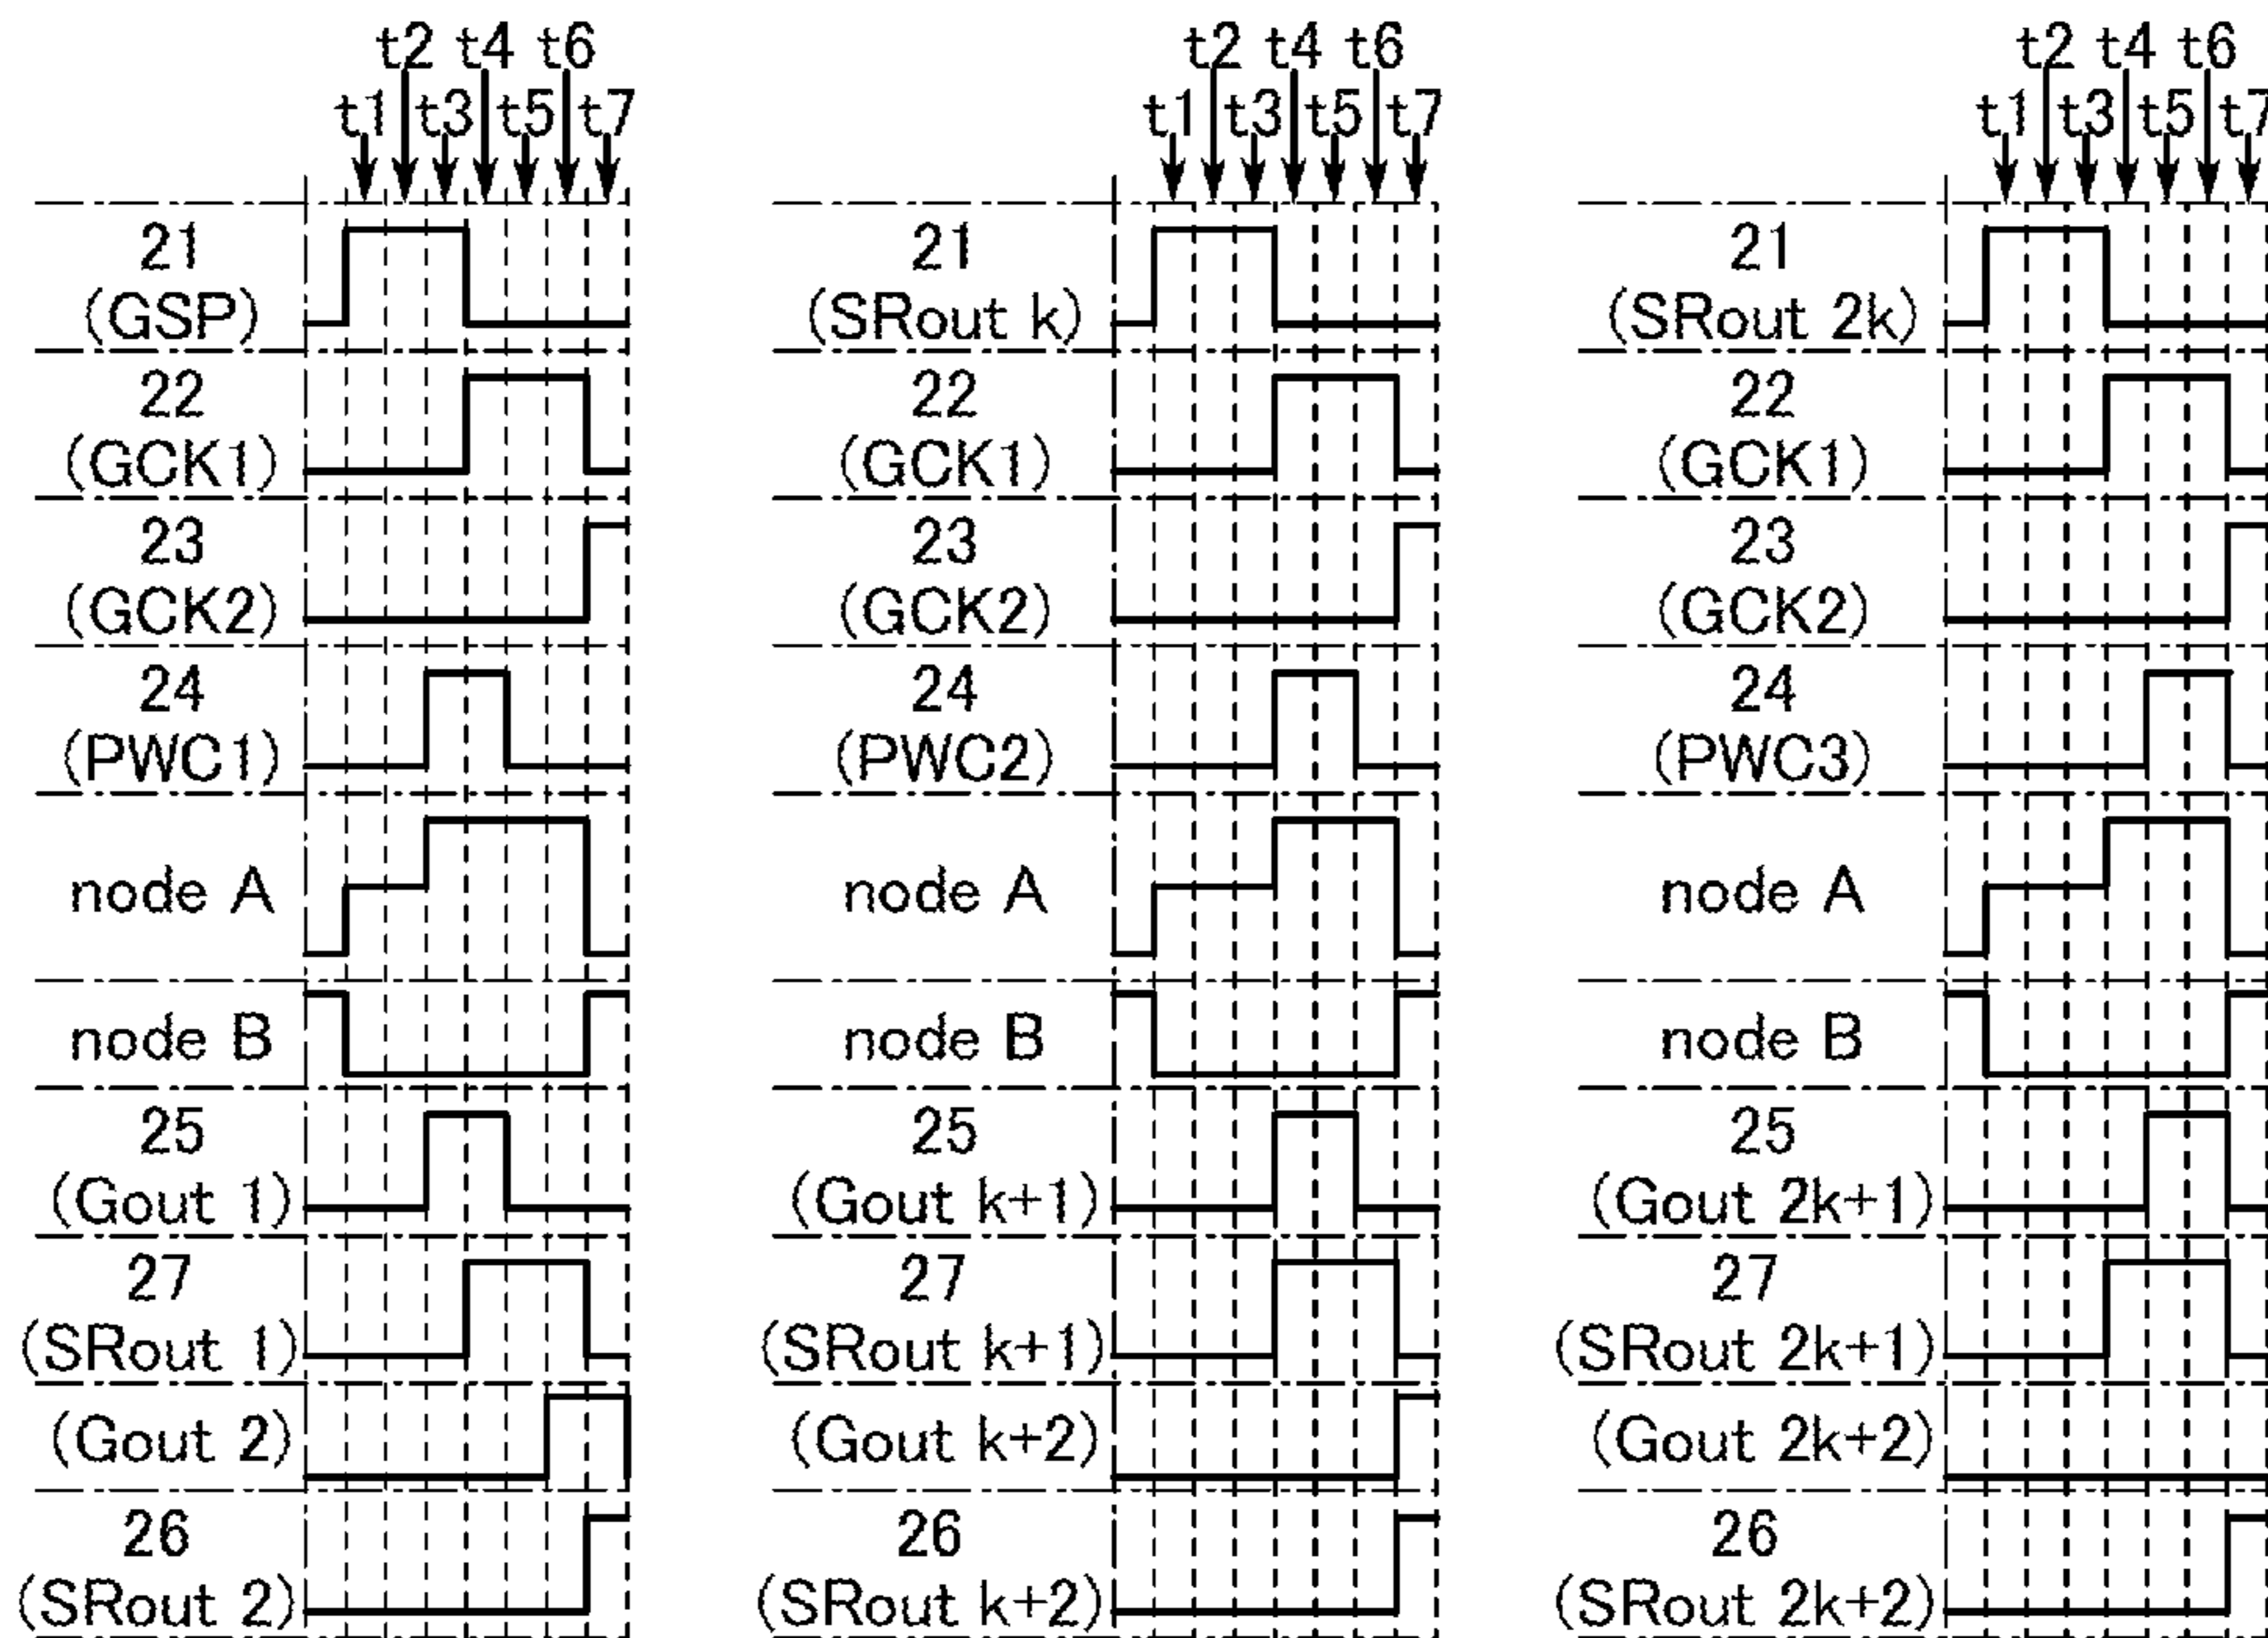 t2 t4 t6
t1 t3 t5 t7
21
(GSP)
22
(GCK1)
23
(GCK2)
24
(PWC1)
node A
node B
25
(Gout 1)
27
(SRout 1)
(Gout 2)
26
(SRout 2)
t2 t4 t6
t1 t3 t5 t7
21
(SRout k)
22
(GCK1)
23
(GCK2)
24
(PWC2)
node A
node B
25
(Gout k+1)
27
(SRout k+1)
(Gout k+2)
26
(SRout k+2)
t2 t4 t6
t1 t3 t5 t7
21
(SRout 2k)
22
(GCK1)
23
(GCK2)
24
(PWC3)
node A
node B
25
(Gout 2k+1)
27
(SRout 2k+1)
(Gout 2k+2)
26
(SRout 2k+2)